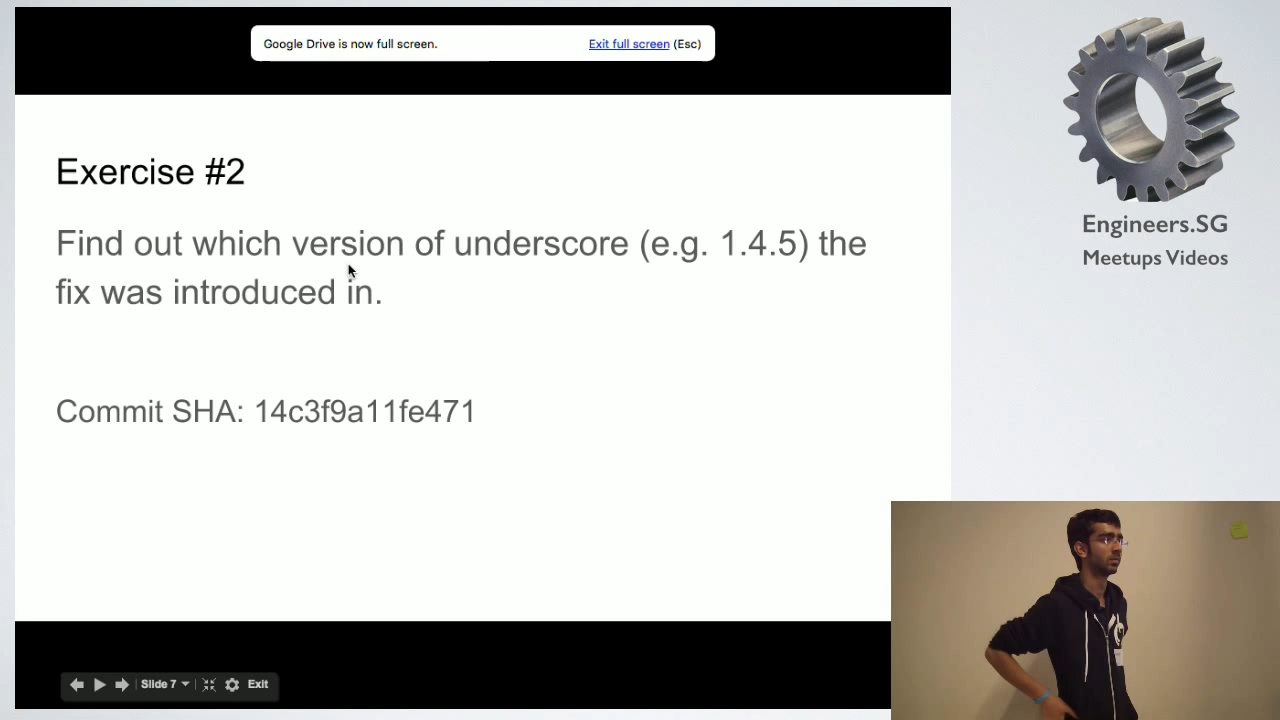 Google Drive is now full screen.
Exit full screen (Esc)
Exercise #2
Find out which version of underscore (e.g. 1.4.5) the
fix was introduced in.
Commit SHA: 14c3f9a11fe471
Slide 7
Exit
Engineers.SG
Meetups Videos